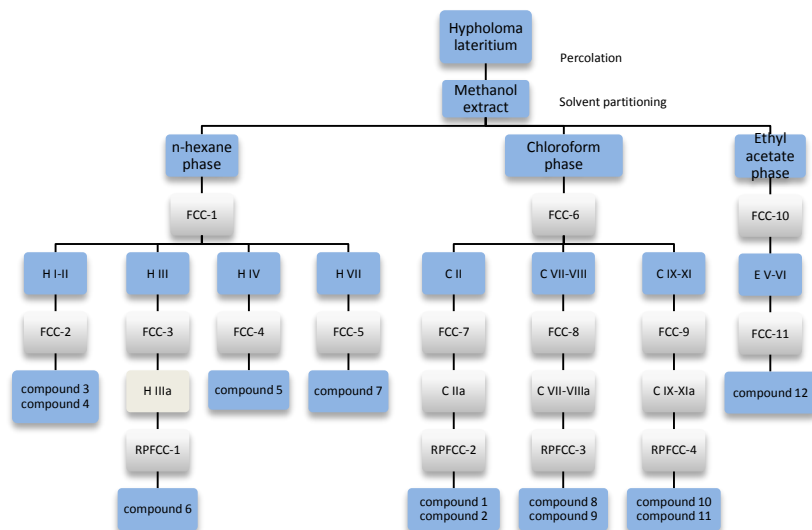 Hypholoma
lateritium
Percolation
Methanol
extract
Solvent partitioning
n-hexane
phase
Chloroform
phase
Ethyl
acetate
phase
FCC-1
FCC-6
FCC-10
H I-II
H III
H IV
H VII
C II
C VII-VIII
C IX-XI
E V-VI
FCC-2
FCC-3
FCC-4
FCC-5
FCC-7
FCC-8
FCC-9
FCC-11
compound 3
compound 4
H IIIa
compound 5
compound 7
C IIa
C VII-VIIIa
C IX-XIa
compound 12
RPFCC-1
RPFCC-2
RPFCC-3
RPFCC-4
compound 6
compound 1
compound 2
compound 8
compound 9
compound 10
compound 11